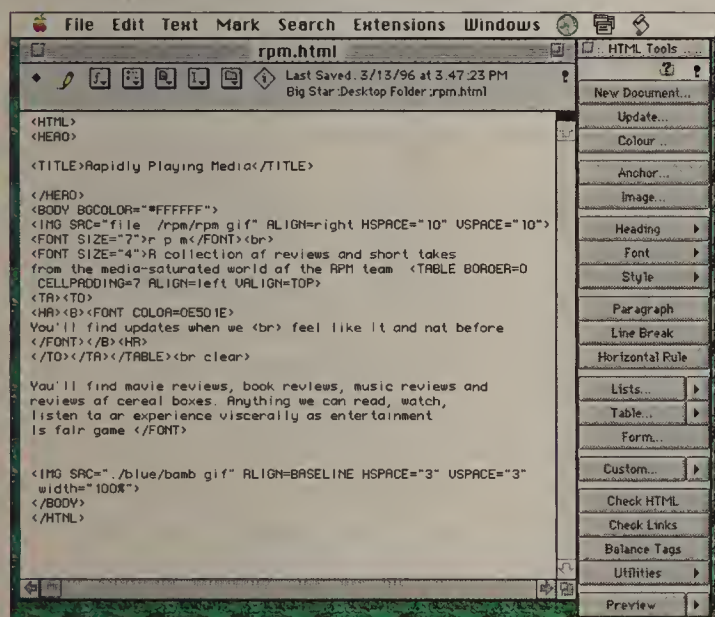 File Edit Text Mark Search Extensions Windows
rpm.html
Last Saved. 3/13/96 at 3.47.23 PM
Big Star :Desktop Folder :rpm.html
<HTML>
<HEAD>
<TITLE>Rapidly Playing Media</TITLE>
</HEAD>
<BODY BGCOLOR="#FFFFFF">
<IMG SRC="file /rpm/rpm gif" ALIGN=right HSPACE="10" VSPACE="10">
<FONT SIZE="7">r p m</FONT><br>
<FONT SIZE="4">A collection of reviews and short takes
from the media-saturated world of the RPM team <TABLE BORDER=0
CELLPADDING=7 ALIGN=left VALIGN=TOP>
<TR><TD>
<HR><B><FONT COLOR=0E501E>
You'll find updates when we <br> feel like it and not before
</FONT></B><HR>
</TD></TR></TABLE><br clear>
You'll find movie reviews, book reviews, music reviews and
reviews of cereal boxes. Anything we can read, watch,
listen to or experience viscerally as entertainment
is fair game </FONT>
<IMG SRC="./blue/bamb gif" ALIGN=BASELINE HSPACE="3" VSPACE="3"
width="100%">
</BODY>
</HTML>
HTML Tools
New Document...
Update...
Colour...
Anchor...
Image...
Heading
Font
Style
Paragraph
Line Break
Horizontal Rule
Lists...
Table...
Form...
Custom...
Check HTML
Check Links
Balance Tags
Utilities
Preview